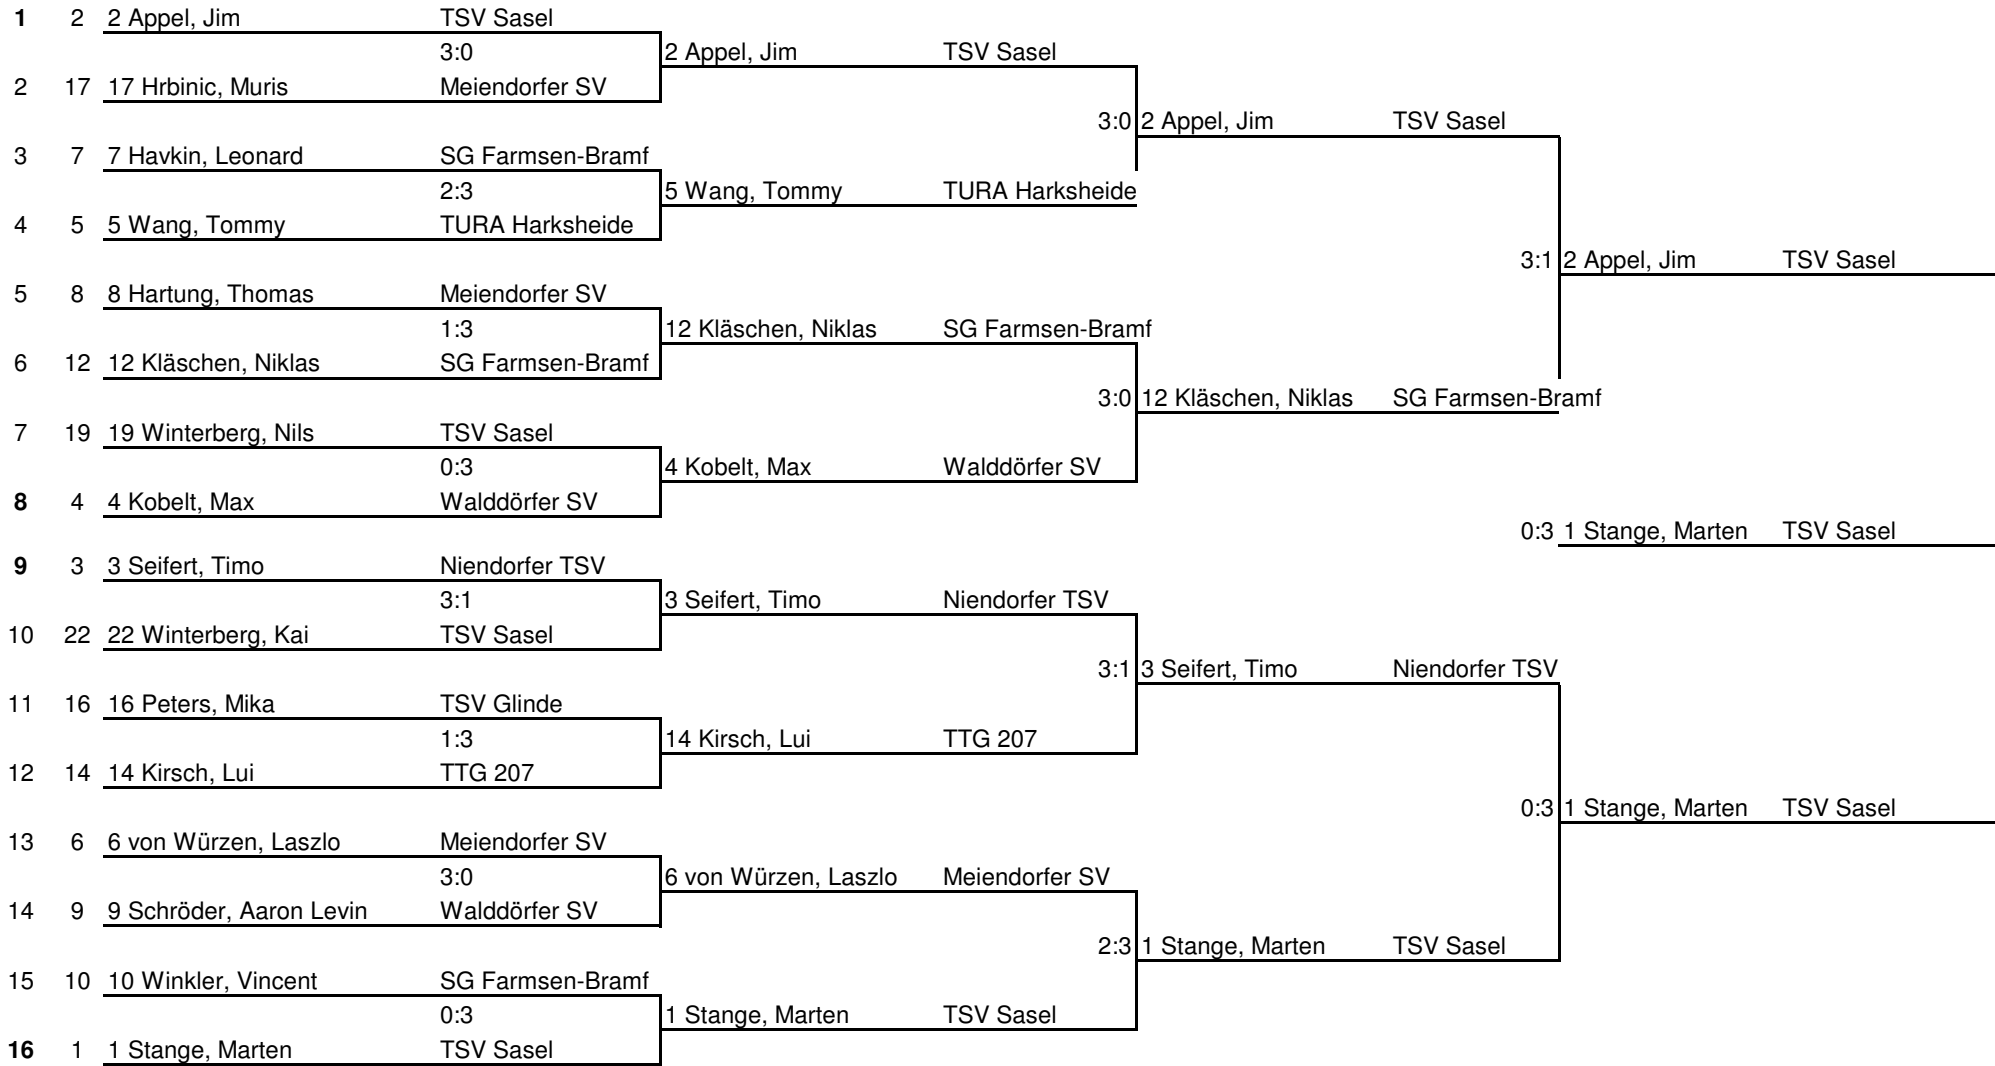 1 2 2 Appel, Jim TSV Sasel
3:0 2 Appel, Jim TSV Sasel
2 17 17 Hrbinic, Muris Meiendorfer SV
3:0 2 Appel, Jim TSV Sasel
3 7 7 Havkin, Leonard SG Farmsen-Bramf
2:3 5 Wang, Tommy TURA Harksheide
4 5 5 Wang, Tommy TURA Harksheide
3:1 2 Appel, Jim TSV Sasel
5 8 8 Hartung, Thomas Meiendorfer SV
1:3 12 Kläschen, Niklas SG Farmsen-Bramf
6 12 12 Kläschen, Niklas SG Farmsen-Bramf
3:0 12 Kläschen, Niklas SG Farmsen-Bramf
7 19 19 Winterberg, Nils TSV Sasel
0:3 4 Kobelt, Max Walddörfer SV
8 4 4 Kobelt, Max Walddörfer SV
0:3 1 Stange, Marten TSV Sasel
9 3 3 Seifert, Timo Niendorfer TSV
3:1 3 Seifert, Timo Niendorfer TSV
10 22 22 Winterberg, Kai TSV Sasel
3:1 3 Seifert, Timo Niendorfer TSV
11 16 16 Peters, Mika TSV Glinde
1:3 14 Kirsch, Lui TTG 207
12 14 14 Kirsch, Lui TTG 207
0:3 1 Stange, Marten TSV Sasel
13 6 6 von Würzen, Laszlo Meiendorfer SV
3:0 6 von Würzen, Laszlo Meiendorfer SV
14 9 9 Schröder, Aaron Levin Walddörfer SV
2:3 1 Stange, Marten TSV Sasel
15 10 10 Winkler, Vincent SG Farmsen-Bramf
0:3 1 Stange, Marten TSV Sasel
16 1 1 Stange, Marten TSV Sasel